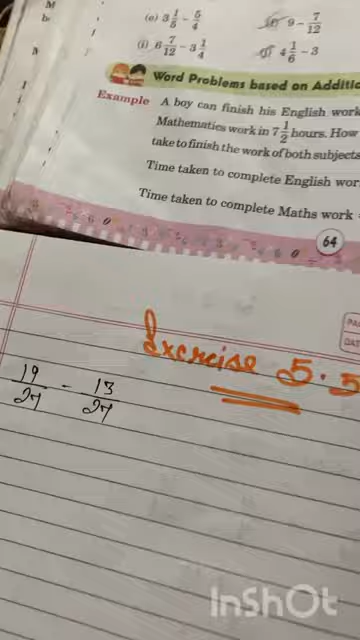 (e) 3 1/5 - 5/4
(f) 9 - 7/12
(i) 6 7/12 - 3 1/4
(j) 4 1/6 - 3
Word Problems based on Additio
Example A boy can finish his English work
Mathematics work in 7 1/2 hours. How
take to finish the work of both subjects
Time taken to complete English wor
Time taken to complete Maths work =
64
Exercise 5.5
19/27 - 13/27
InShOt